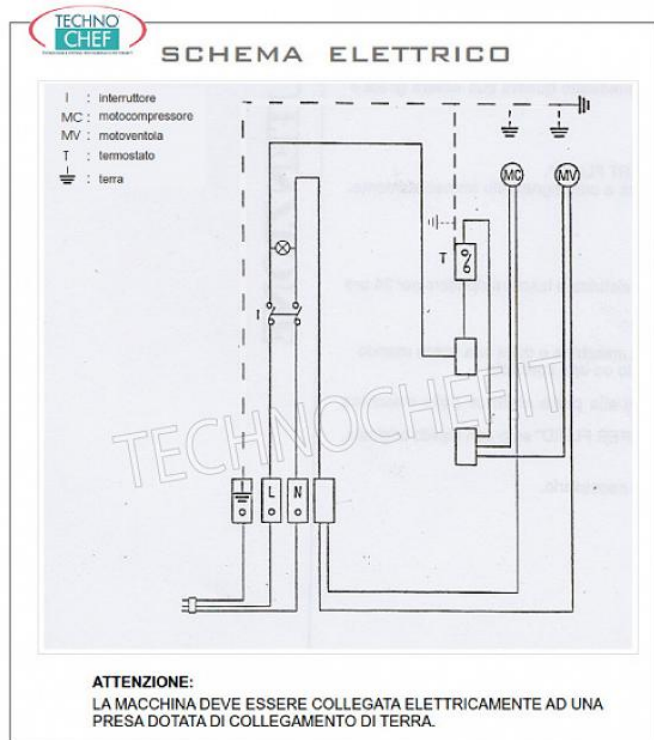 TECHNO
CHEF
SCHEMA ELETTRICO
I : interruttore
MC : motocompressore
MV : motoventola
T : termostato
: terra
MC
MV
T
I
L
N
TECHNOCHEF.IT
ATTENZIONE:
LA MACCHINA DEVE ESSERE COLLEGATA ELETTRICAMENTE AD UNA
PRESA DOTATA DI COLLEGAMENTO DI TERRA.